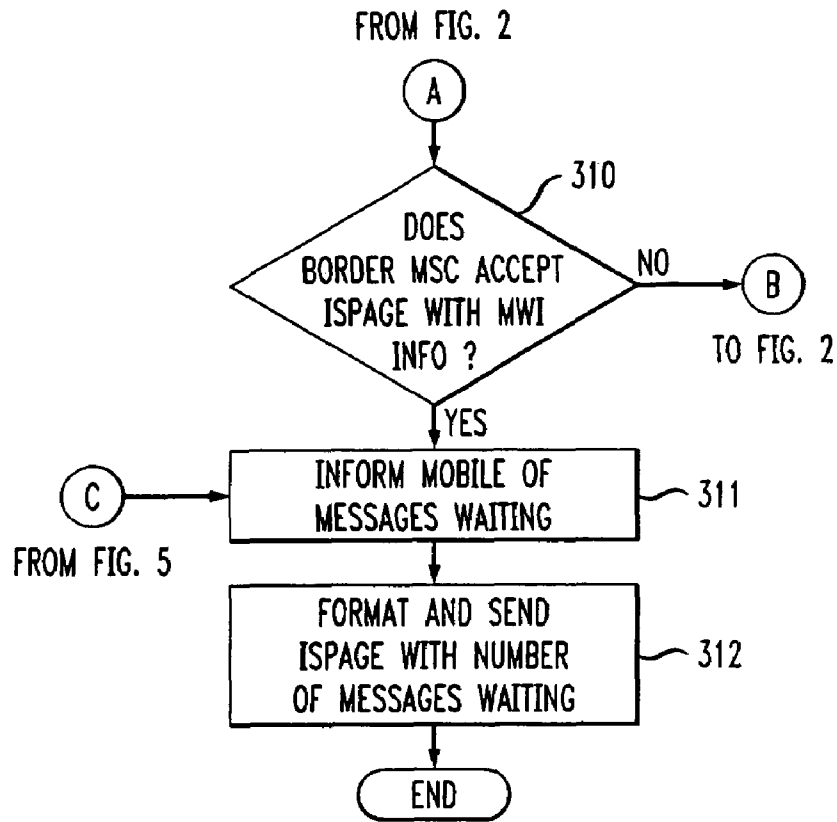 FROM FIG. 2
A
310
DOES
BORDER MSC ACCEPT
ISPAGE WITH MWI
INFO ?
NO
B
TO FIG. 2
YES
C
FROM FIG. 5
INFORM MOBILE OF
MESSAGES WAITING
311
FORMAT AND SEND
ISPAGE WITH NUMBER
OF MESSAGES WAITING
312
END